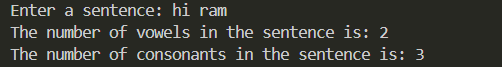 Enter a sentence: hi ram
The number of vowels in the sentence is: 2
The number of consonants in the sentence is: 3